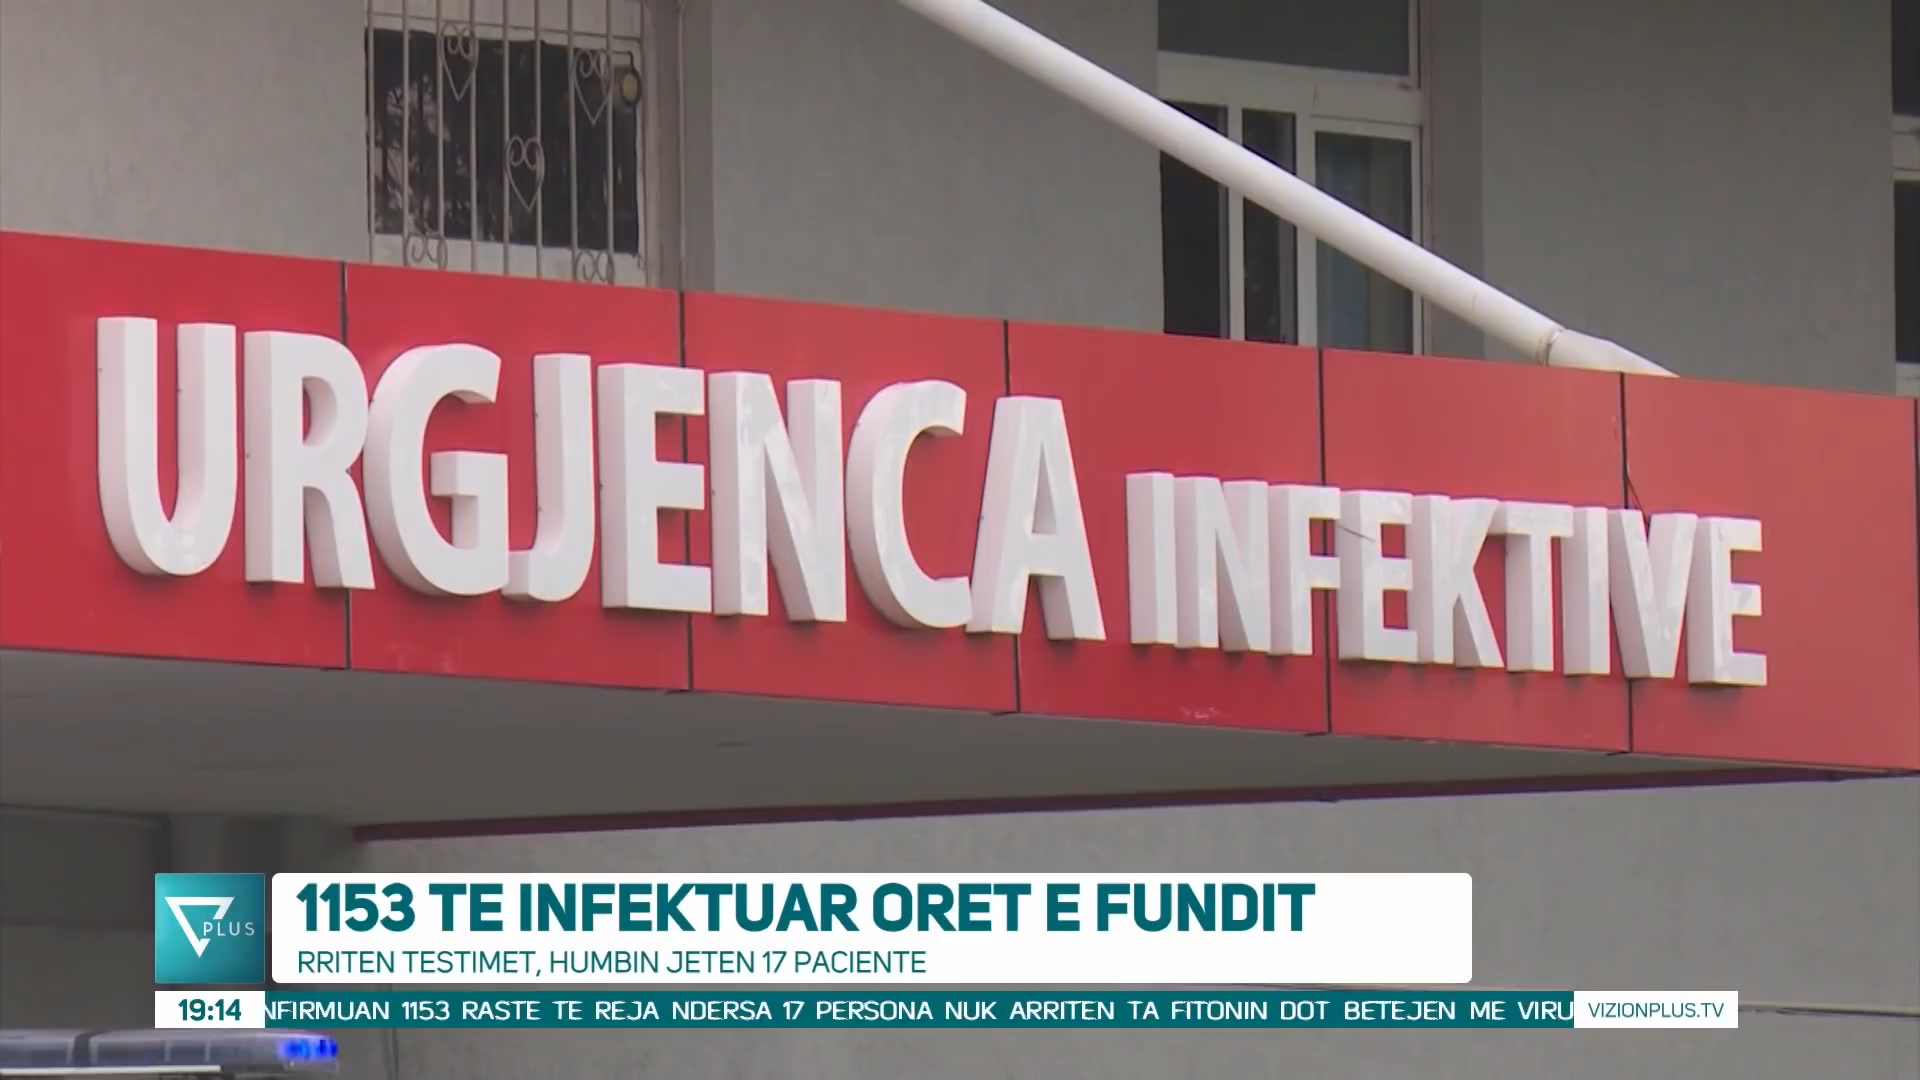 URGJENCA INFEKTIVE
PLUS
1153 TE INFEKTUAR ORET E FUNDIT
RRITEN TESTIMET, HUMBIN JETEN 17 PACIENTE
19:14 NFIRMUAN 1153 RASTE TE REJA NDERSA 17 PERSONA NUK ARRITEN TA FITONIN DOT BETEJEN ME VIRU VIZIONPLUS.TV